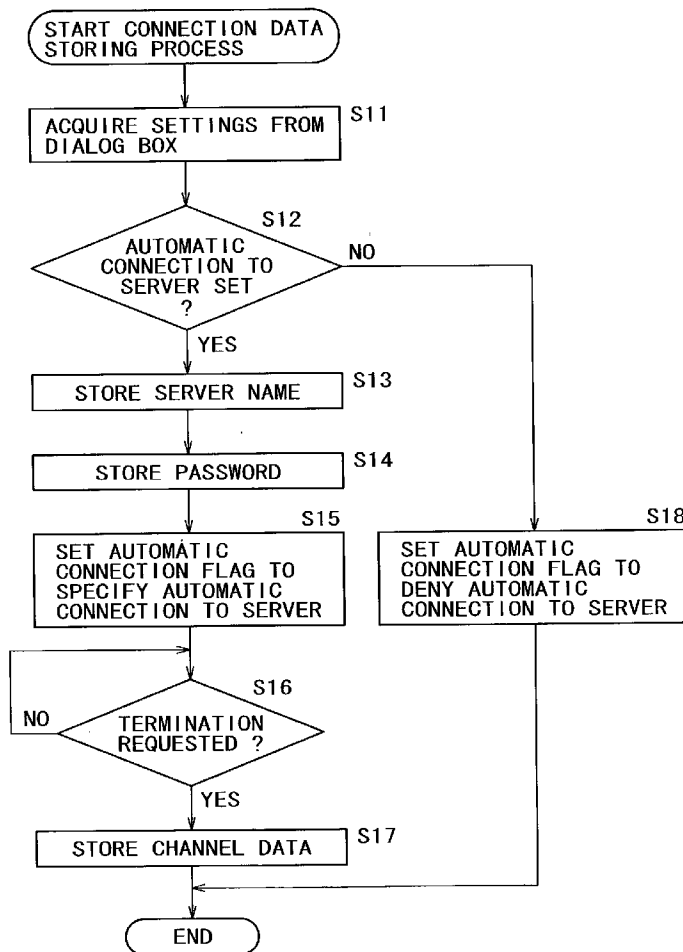 START CONNECTION DATA
STORING PROCESS
S11
ACQUIRE SETTINGS FROM
DIALOG BOX
S12
AUTOMATIC
CONNECTION TO
SERVER SET
?
NO
YES
S13
STORE SERVER NAME
S14
STORE PASSWORD
S15
SET AUTOMATIC
CONNECTION FLAG TO
SPECIFY AUTOMATIC
CONNECTION TO SERVER
S18
SET AUTOMATIC
CONNECTION FLAG TO
DENY AUTOMATIC
CONNECTION TO SERVER
S16
TERMINATION
REQUESTED ?
NO
YES
S17
STORE CHANNEL DATA
END